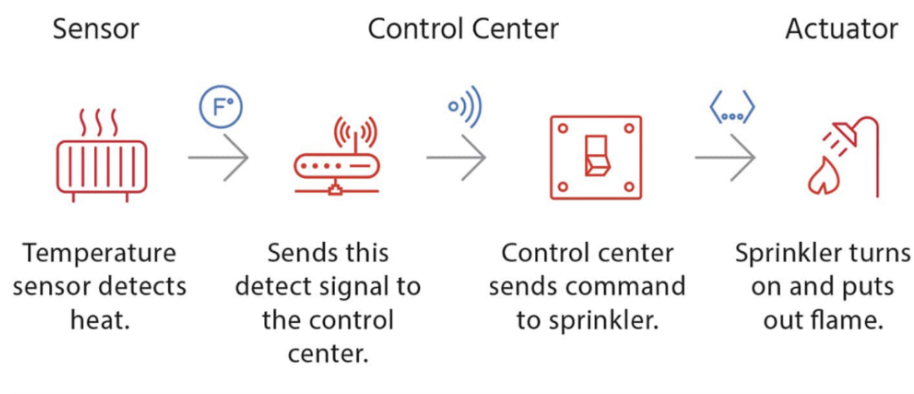 Sensor
Control Center
Actuator
F°
Temperature
sensor detects
heat.
Sends this
detect signal to
the control
center.
Control center
sends command
to sprinkler.
Sprinkler turns
on and puts
out flame.